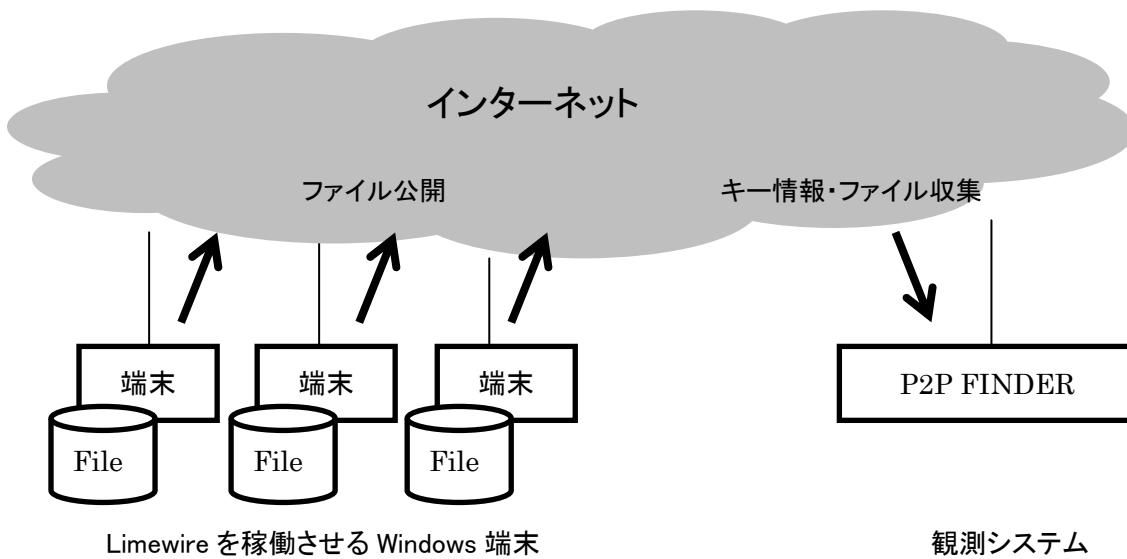 インターネット
ファイル公開
キー情報・ファイル収集
端末
端末
端末
P2P FINDER
File
File
File
Limewire を稼働させる Windows 端末
観測システム